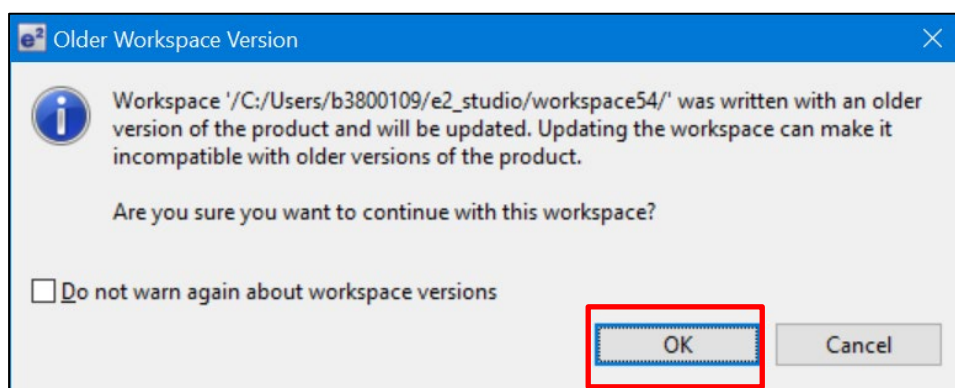 e² Older Workspace Version
Workspace '/C:/Users/b3800109/e2_studio/workspace54/' was written with an older
version of the product and will be updated. Updating the workspace can make it
incompatible with older versions of the product.
Are you sure you want to continue with this workspace?
Do not warn again about workspace versions
OK Cancel